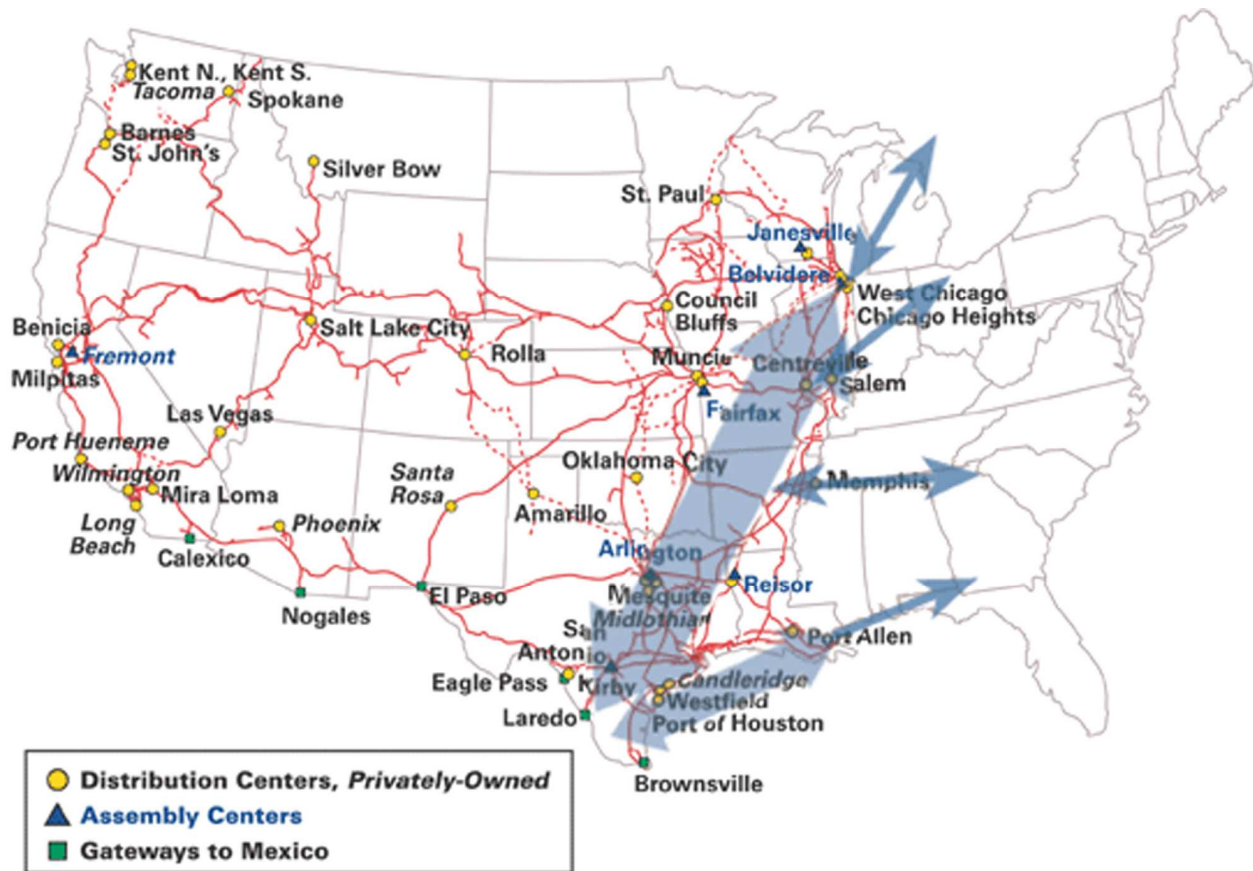 Kent N., Kent S.
Tacoma
Spokane
Barnes
St. John's
Silver Bow
St. Paul
Janesville
Belvidere
West Chicago
Chicago Heights
Council
Bluffs
Benicia
Fremont
Milpitas
Salt Lake City
Rolla
Muncie
Centreville
Salem
Fairfax
Las Vegas
Port Hueneme
Wilmington
Mira Loma
Long
Beach
Calexico
Phoenix
Nogales
Santa
Rosa
Oklahoma City
Amarillo
Memphis
El Paso
Arlington
Mesquite
Midlothian
Reisor
San
Antonio
Kirby
Eagle Pass
Laredo
Port Allen
Candleridge
Westfield
Port of Houston
Brownsville
Distribution Centers, Privately-Owned
Assembly Centers
Gateways to Mexico